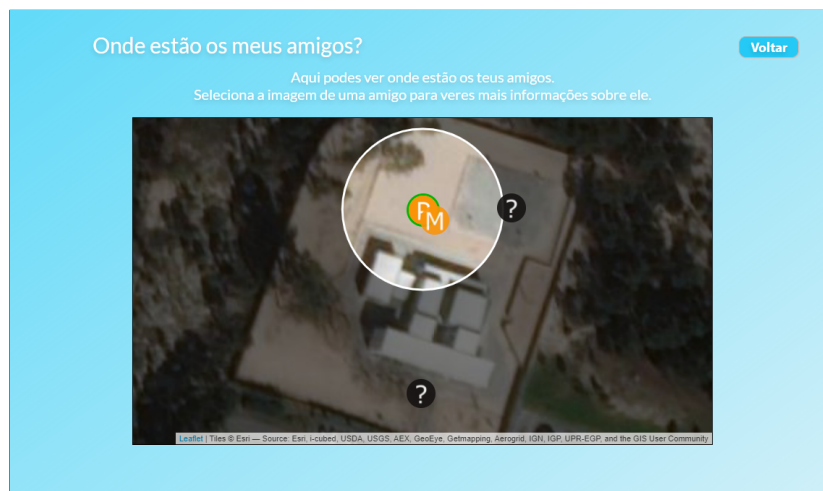 Onde estão os meus amigos?
Voltar
Aqui podes ver onde estão os teus amigos.
Seleciona a imagem de uma amigo para veres mais informações sobre ele.
?
M
?
Leaflet | Tiles © Esri — Source: Esri, i-cubed, USDA, USGS, AEX, GeoEye, Getmapping, Aerogrid, IGN, IGP, UPR-EGP, and the GIS User Community